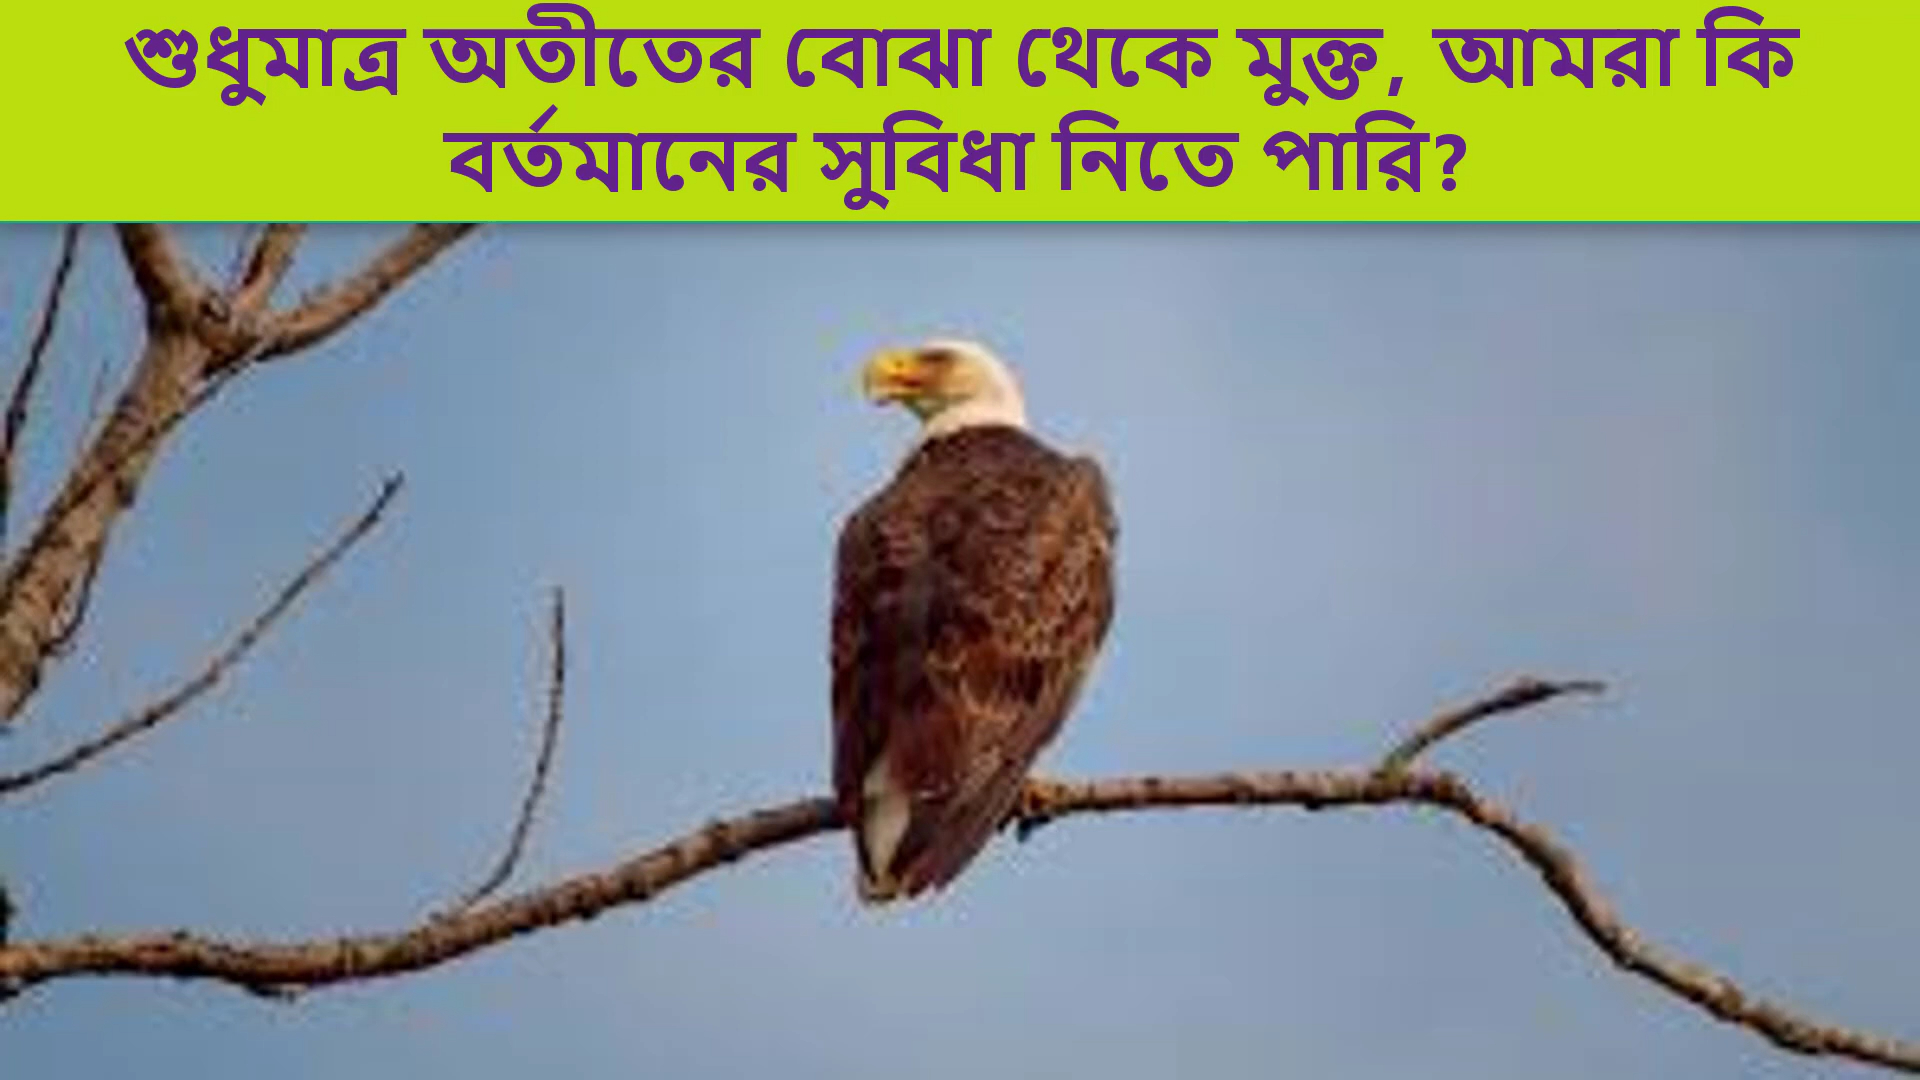 শুধুমাত্র অতীতের বোঝা থেকে মুক্ত, আমরা কি
বর্তমানের সুবিধা নিতে পারি?